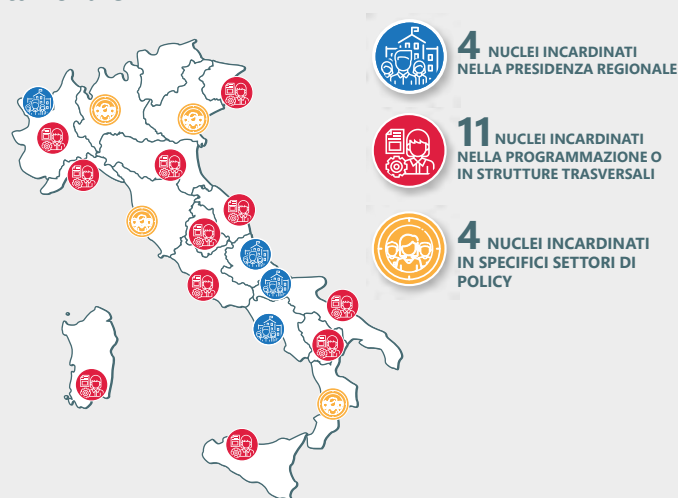 4 NUCLEI INCARDINATI
NELLA PRESIDENZA REGIONALE
11 NUCLEI INCARDINATI
NELLA PROGRAMMAZIONE O
IN STRUTTURE TRASVERSALI
4 NUCLEI INCARDINATI
IN SPECIFICI SETTORI DI
POLICY